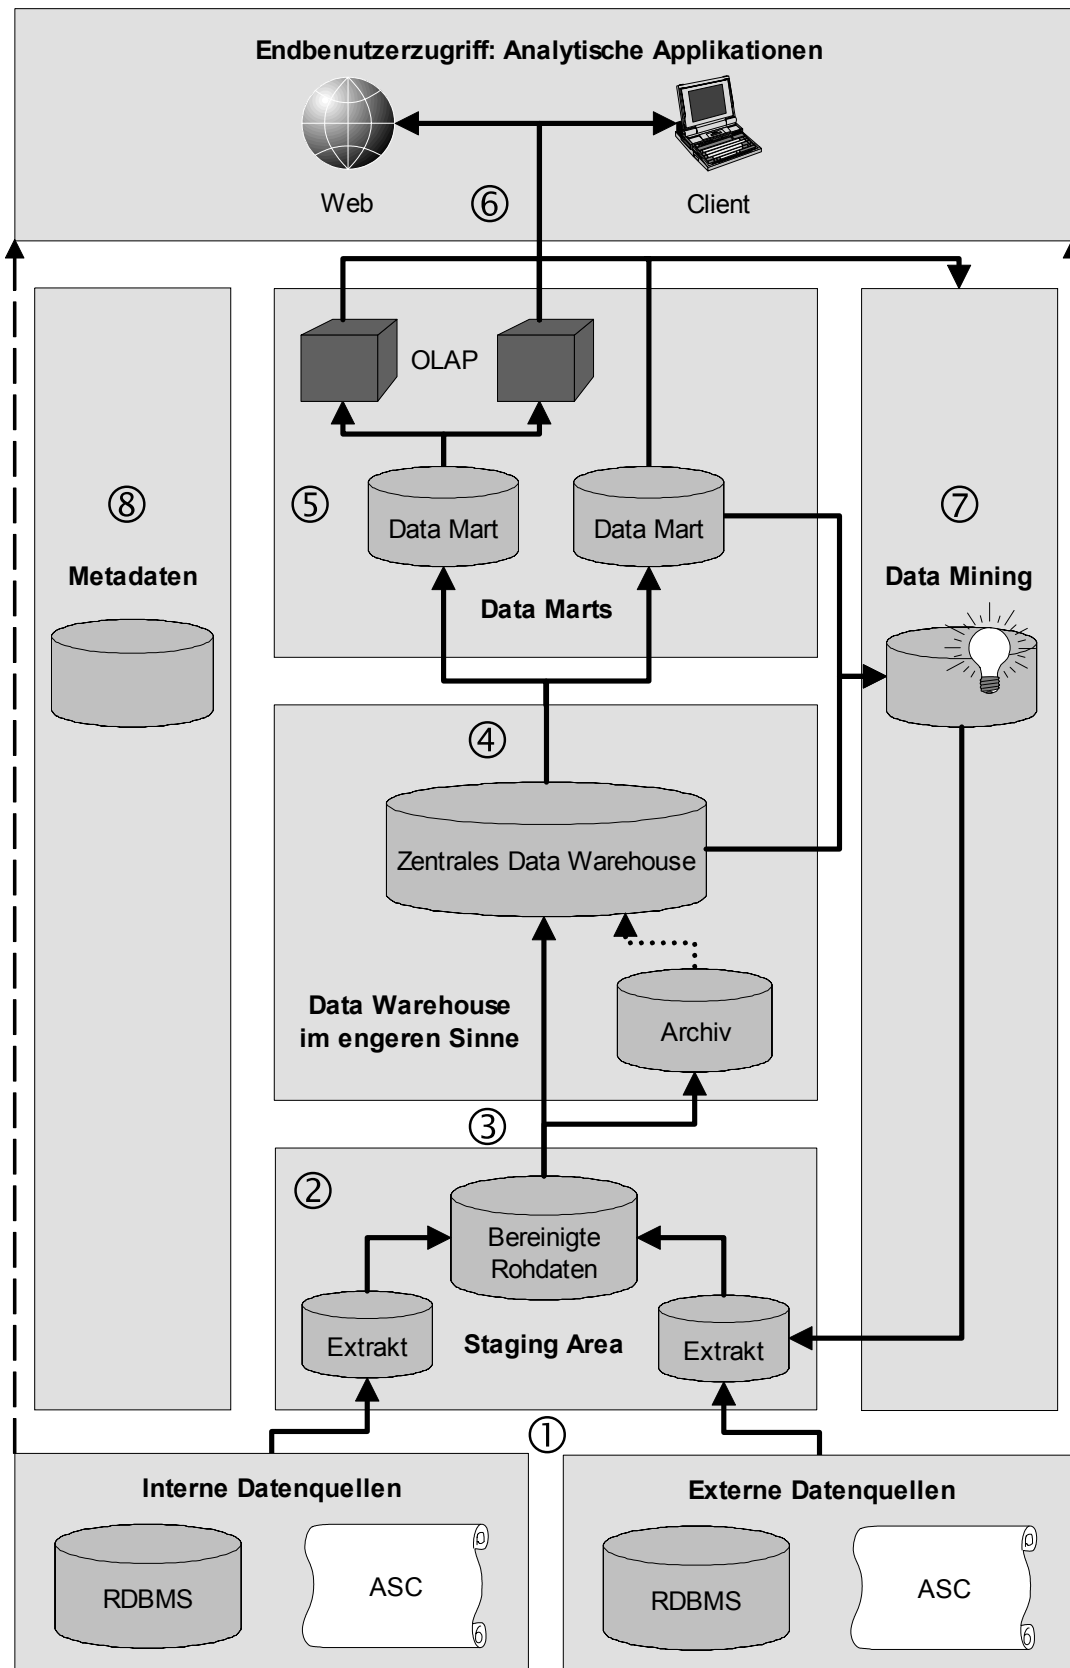 Endbenutzerzugriff: Analytische Applikationen
Web
⑥
Client
OLAP
⑧
⑤
Data Mart
Data Mart
⑦
Metadaten
Data Marts
Data Mining
④
Zentrales Data Warehouse
Data Warehouse
im engeren Sinne
Archiv
③
②
Bereinigte
Rohdaten
Extrakt
Staging Area
Extrakt
①
Interne Datenquellen
RDBMS
ASC
Externe Datenquellen
RDBMS
ASC